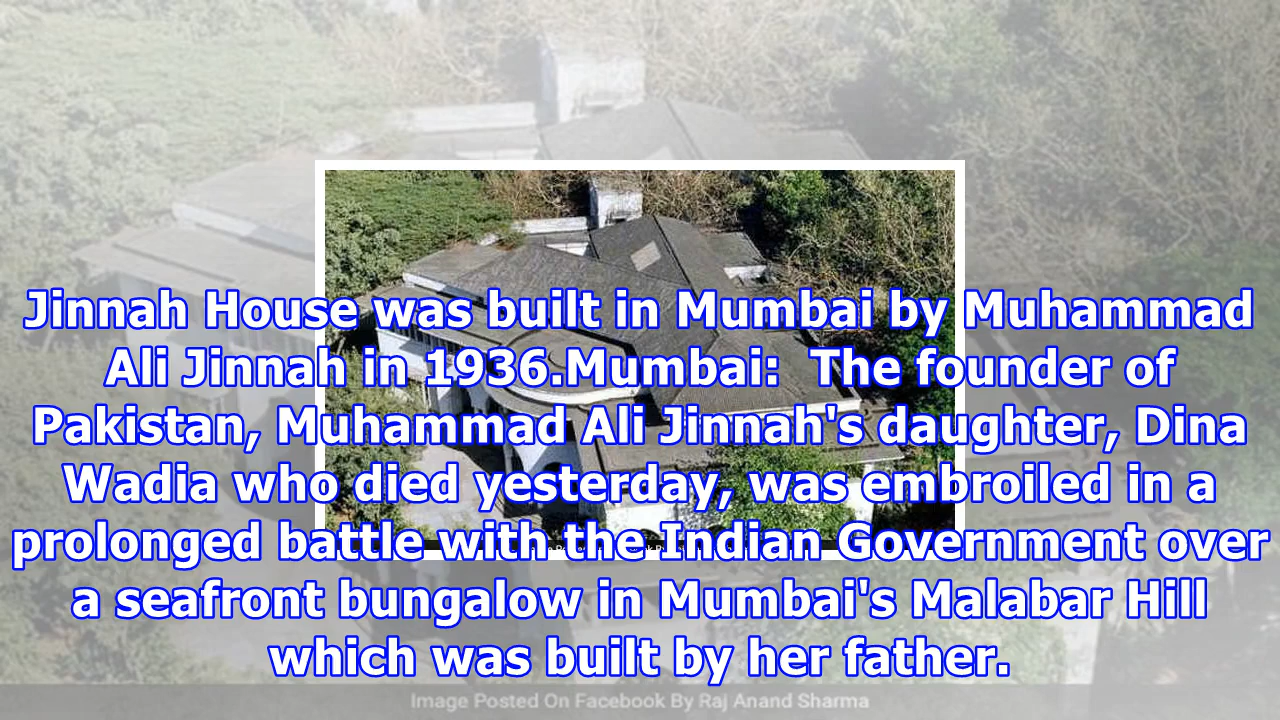 Jinnah House was built in Mumbai by Muhammad
Ali Jinnah in 1936.Mumbai:  The founder of
Pakistan, Muhammad Ali Jinnah's daughter, Dina
Wadia who died yesterday, was embroiled in a
prolonged battle with the Indian Government over
a seafront bungalow in Mumbai's Malabar Hill
which was built by her father.
Image Posted On Facebook By Raj Anand Sharma